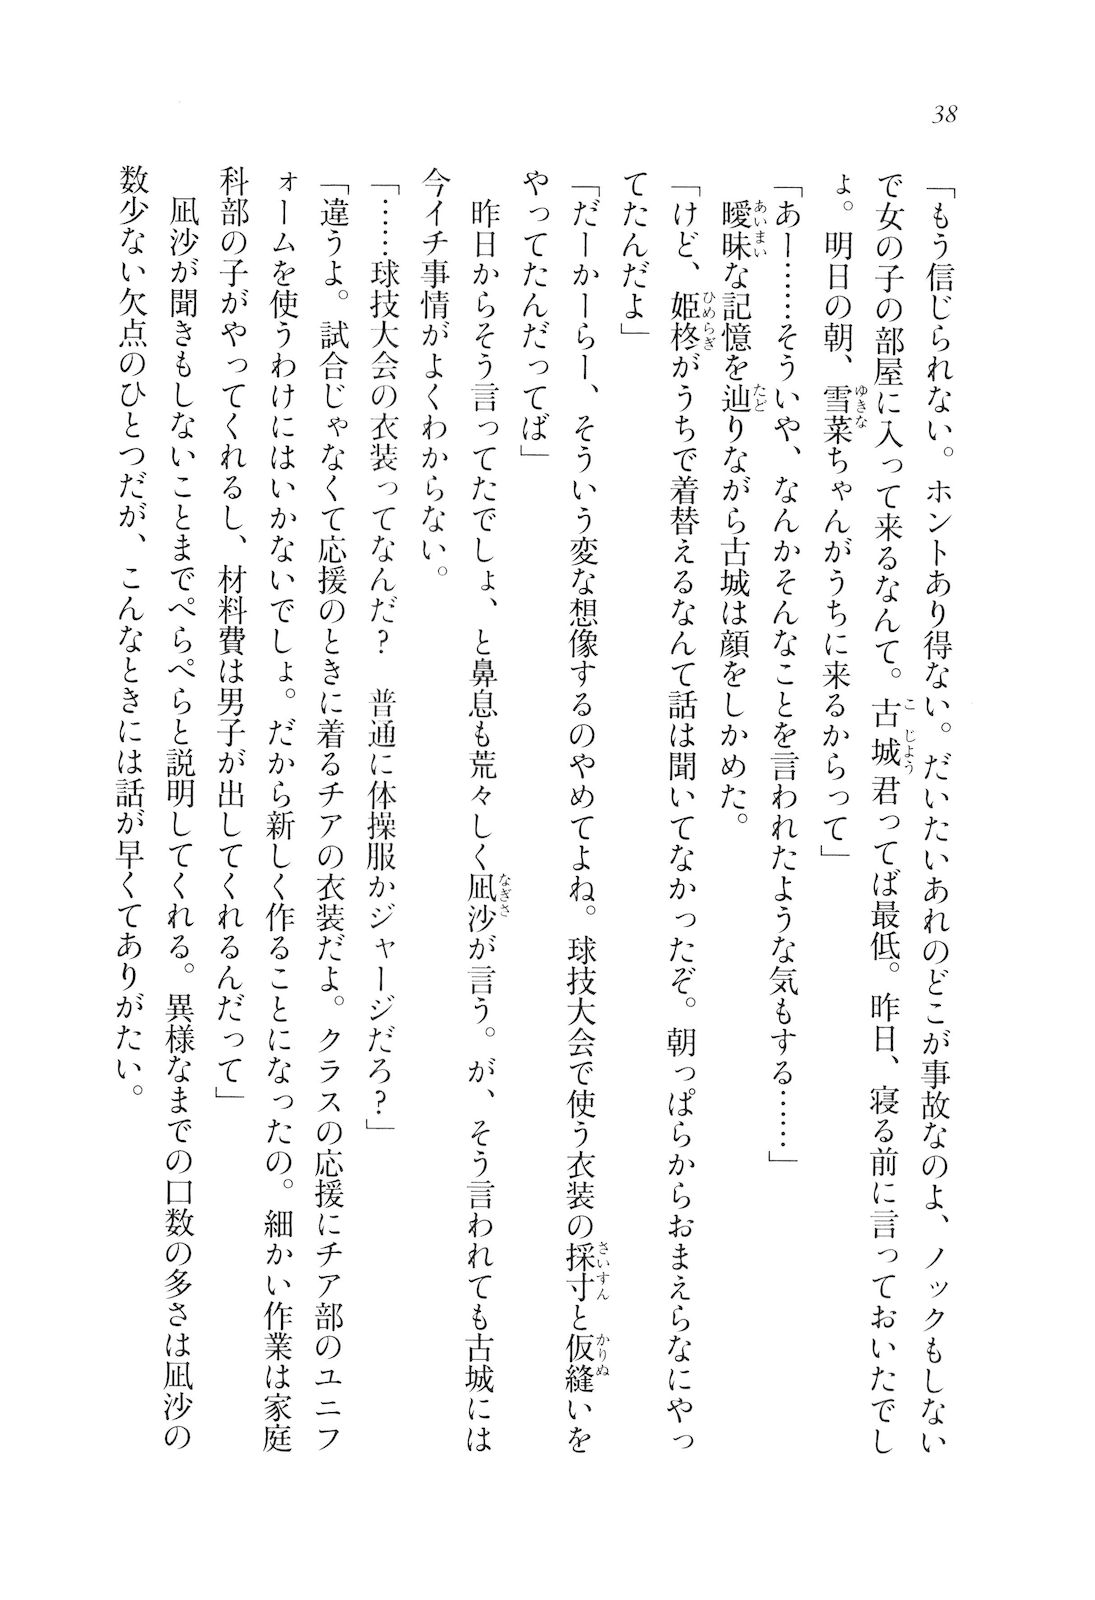 38
「もう信じられない。ホントあり得ない。だいたいあれのどこが事故なのよ、ノックもしない
で女の子の部屋に入って来るなんて。古城君ってば最低。昨日、寝る前に言っておいたでし
ょ。明日の朝、雪菜ちゃんがうちに来るからって」
「あー……そういや、なんかそんなことを言われたような気もする……」
曖昧な記憶を辿りながら古城は顔をしかめた。
「けど、姫柊がうちで着替えるなんて話は聞いてなかったぞ。朝っぱらからおまえらなにやっ
てたんだよ」
「だーかーらー、そういう変な想像するのやめてよね。球技大会で使う衣装の採寸と仮縫いを
やってたんだってば」
昨日からそう言ってたでしょ、と鼻息も荒々しく凪沙が言う。が、そう言われても古城には
今イチ事情がよくわからない。
「……球技大会の衣装ってなんだ？　普通に体操服かジャージだろ？」
「違うよ。試合じゃなくて応援のときに着るチアの衣装だよ。クラスの応援にチア部のユニフ
ォームを使うわけにはいかないでしょ。だから新しく作ることになったの。細かい作業は家庭
科部の子がやってくれるし、材料費は男子が出してくれるんだって」
凪沙が聞きもしないことまでぺらぺらと説明してくれる。異様なまでの口数の多さは凪沙の
数少ない欠点のひとつだが、こんなときには話が早くてありがたい。